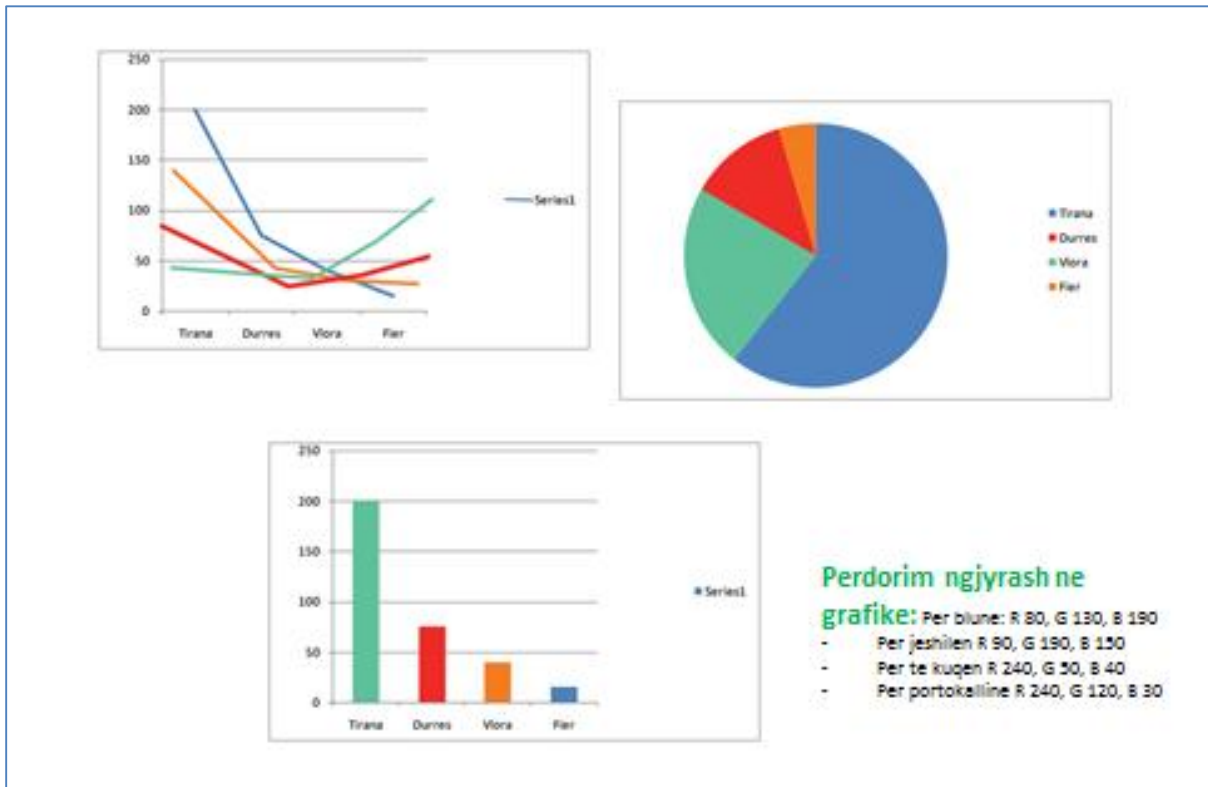 250
200
150
100
50
0
Tirana Durres Vlora Fier
Series1
Tirana
Durres
Vlora
Fier
250
200
150
100
50
0
Tirana Durres Vlora Fier
Series1
Perdorim ngjyrash ne
grafike: Per blune: R 80, G 130, B 190
- Per jeshilen R 90, G 190, B 150
- Per te kuqen R 240, G 50, B 40
- Per portokalline R 240, G 120, B 30